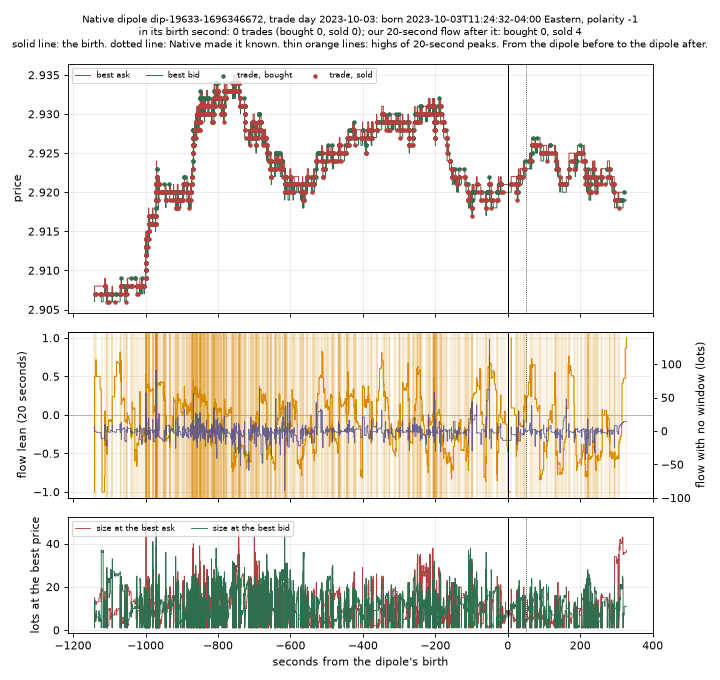 Native dipole dip-19633-1696346672, trade day 2023-10-03: born 2023-10-03T11:24:32-04:00 Eastern, polarity -1
in its birth second: 0 trades (bought 0, sold 0); our 20-second flow after it: bought 0, sold 4
solid line: the birth. dotted line: Native made it known. thin orange lines: highs of 20-second peaks. From the dipole before to the dipole after.
best ask best bid trade, bought trade, sold
2.935
2.930
2.925
2.920
2.915
2.910
2.905
price
1.0
0.5
0.0
−0.5
−1.0
flow lean (20 seconds)
100
50
0
−50
−100
flow with no window (lots)
size at the best ask size at the best bid
40
20
0
lots at the best price
−1200 −1000 −800 −600 −400 −200 0 200 400
seconds from the dipole's birth